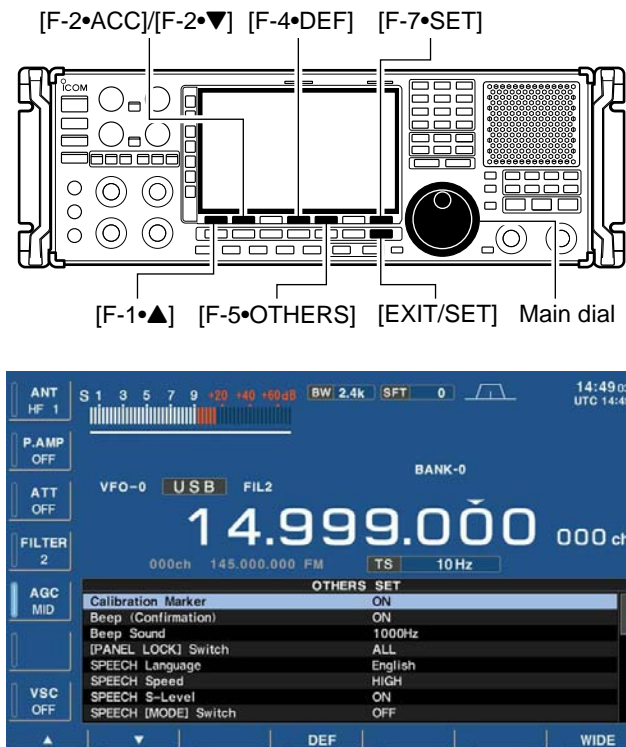 [F-2•ACC]/[F-2•▼] [F-4•DEF] [F-7•SET]
ICOM
[F-1•▲] [F-5•OTHERS] [EXIT/SET] Main dial
ANT
HF 1
S 1 3 5 7 9 +20 +40 +60dB
BW 2.4k SFT 0
14:49
UTC 14:4
P.AMP
OFF
BANK-0
ATT
OFF
VFO-0 USB FIL2
14.999.000 000 ch
FILTER
2
000ch 145.000.000 FM TS 10Hz
AGC
MID
OTHERS SET
Calibration Marker ON
Beep (Confirmation) ON
Beep Sound 1000Hz
[PANEL LOCK] Switch ALL
SPEECH Language English
SPEECH Speed HIGH
VSC
OFF
SPEECH S-Level ON
SPEECH [MODE] Switch OFF
▲ ▼ DEF WIDE